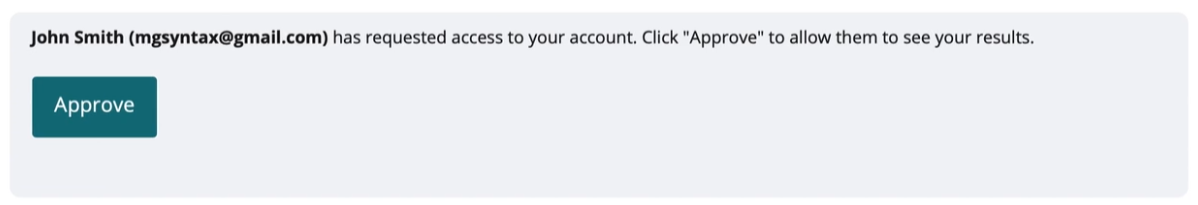 John Smith (mgsyntax@gmail.com) has requested access to your account. Click "Approve" to allow them to see your results.
Approve